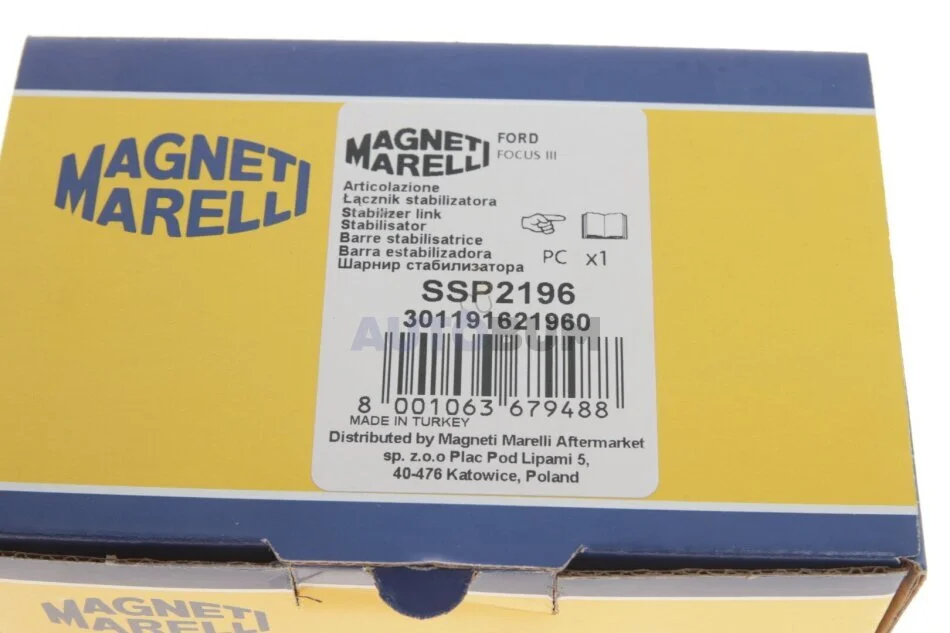 MAGNETI
MARELLI
MAGNETI
MARELLI
FORD
FOCUS III
Articolazione
Łącznik stabilizatora
Stabilizer link
Stabilisator
Barre stabilisatrice
Barra estabilizadora
Шарнир стабилизатора
PC x1
SSP2196
301191621960
AUTOBUM
8 001063 679488
MADE IN TURKEY
Distributed by Magneti Marelli Aftermarket
sp. z.o.o Plac Pod Lipami 5,
40-476 Katowice, Poland
MAGNETI
MARELLI